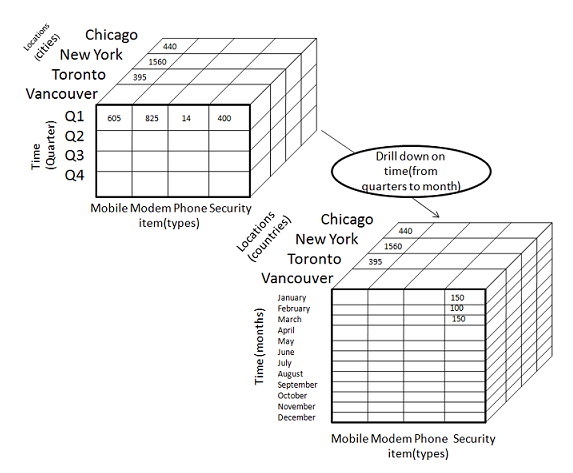 Locations
(cities)
Chicago
New York
Toronto
Vancouver
440
1560
395
Time
(Quarter)
Q1 605 825 14 400
Q2
Q3
Q4
Mobile Modem Phone Security
item(types)
Drill down on
time(from
quarters to month)
Locations
(countries)
Chicago
New York
Toronto
Vancouver
440
1560
395
Time (months)
January 150
February 100
March 150
April
May
June
July
August
September
October
November
December
Mobile Modem Phone Security
item(types)